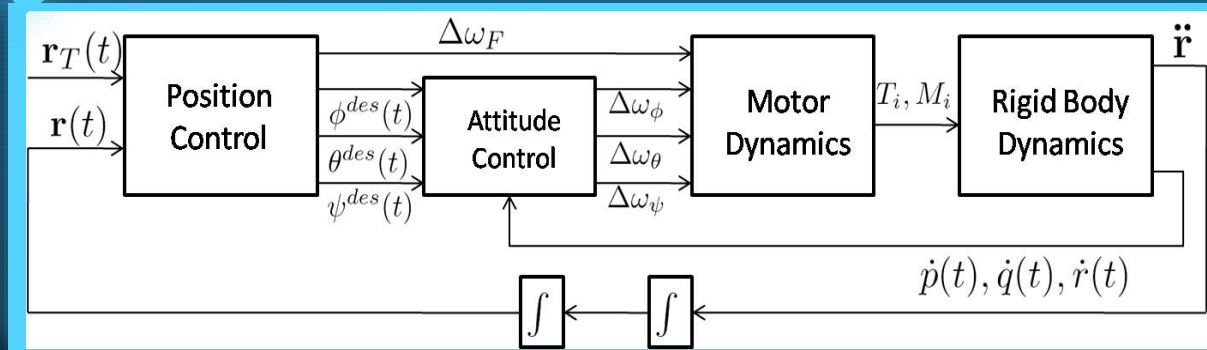 𝐫_T(t)
𝐫(t)
Position
Control
Δω_F
ϕ^{des}(t)
θ^{des}(t)
ψ^{des}(t)
Attitude
Control
Δω_ϕ
Δω_θ
Δω_ψ
Motor
Dynamics
T_i, M_i
Rigid Body
Dynamics
𝐫̈
ṗ(t), q̇(t), ṙ(t)
∫
∫